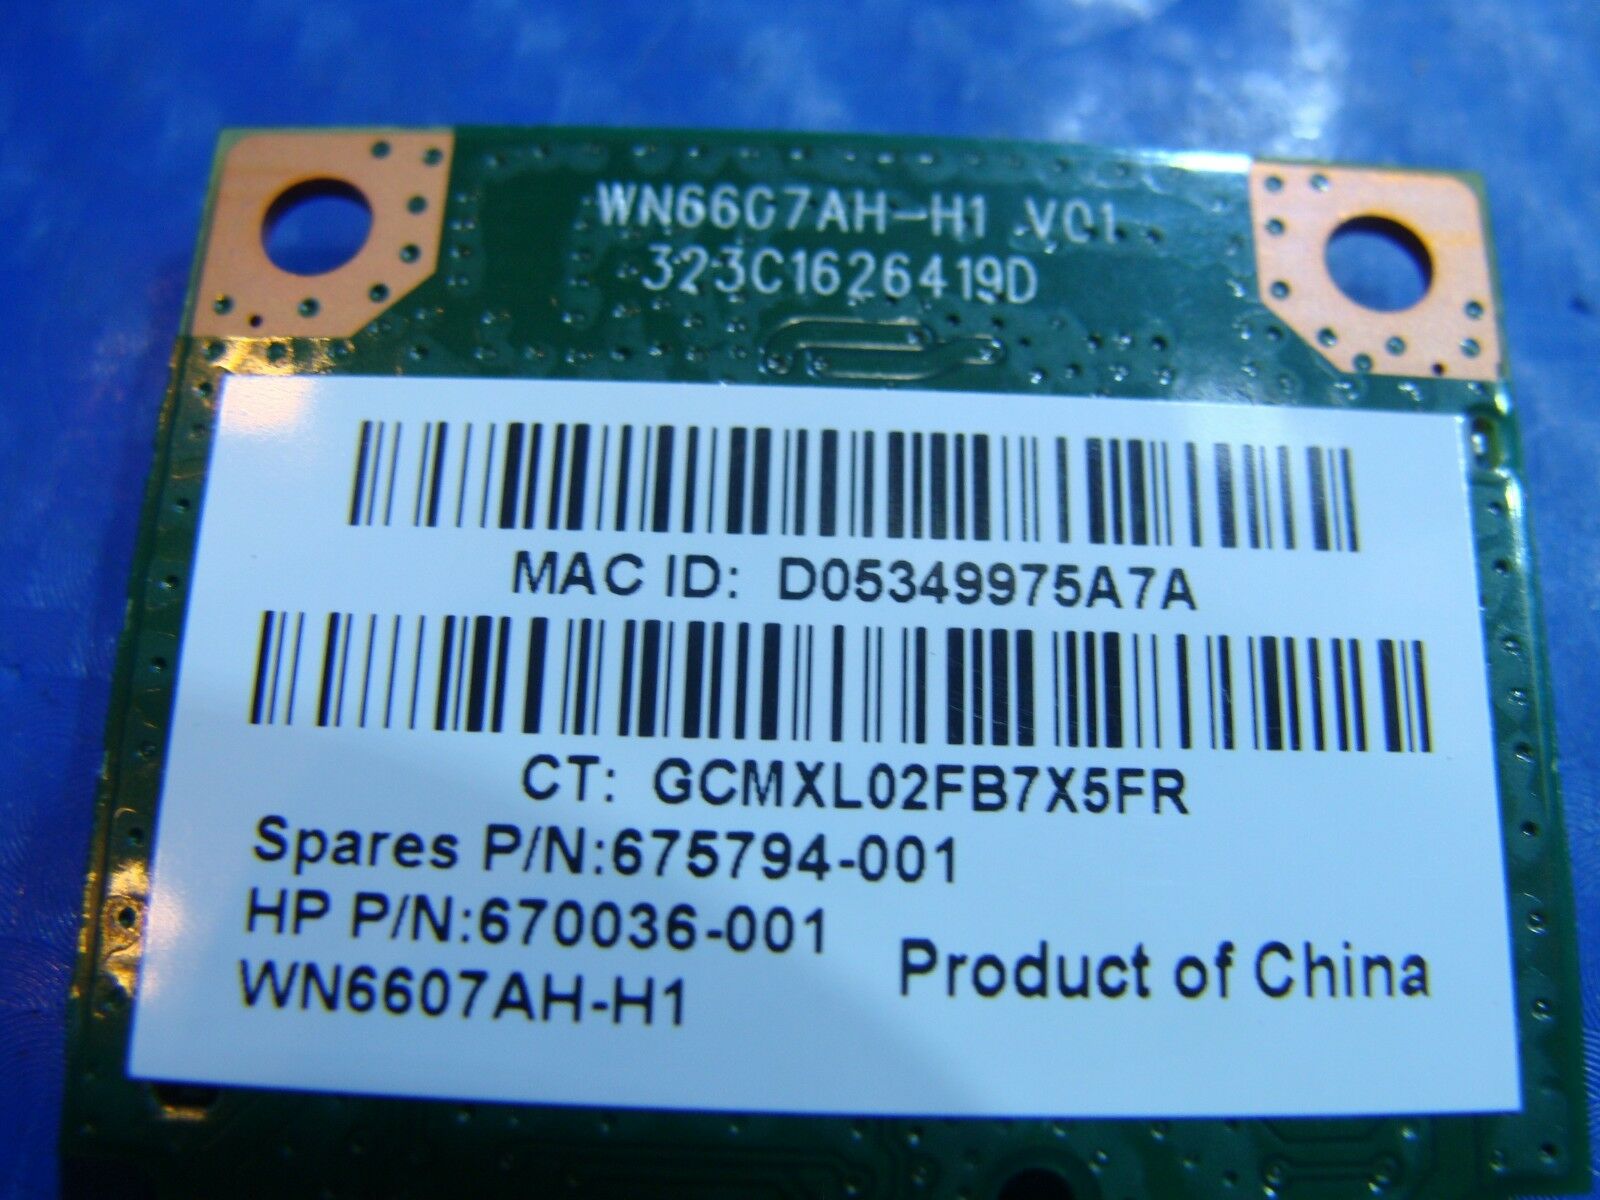 WN6607AH-H1 V01
323C1626419D
MAC ID: D05349975A7A
CT: GCMXL02FB7X5FR
Spares P/N:675794-001
HP P/N:670036-001
WN6607AH-H1
Product of China